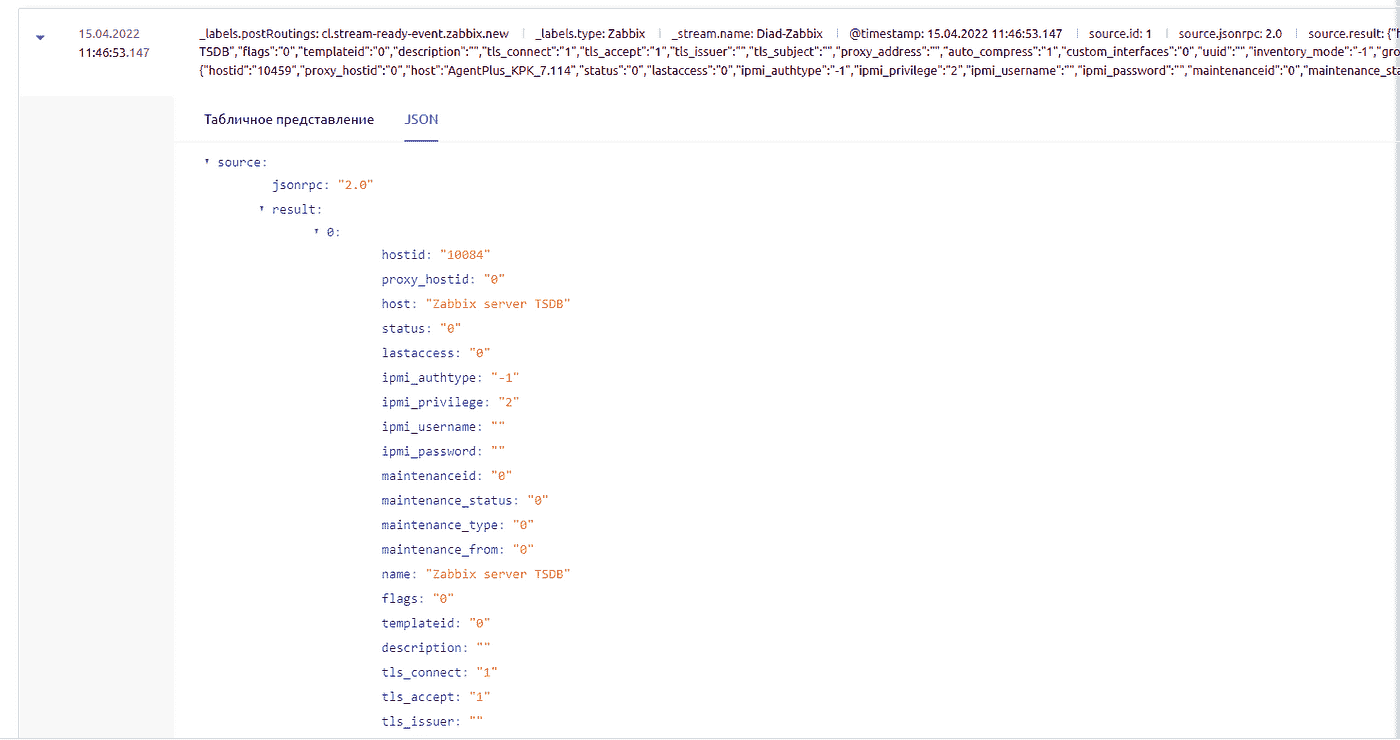 15.04.2022
11:46:53.147
_labels.postRoutings: cl.stream-ready-event.zabbix.new _labels.type: Zabbix _stream.name: Diad-Zabbix @timestamp: 15.04.2022 11:46:53.147 source.id: 1 source.jsonrpc: 2.0 source.result: {"h
TSDB","flags":"0","templateid":"0","description":"","tls_connect":"1","tls_accept":"1","tls_issuer":"","tls_subject":"","proxy_address":"","auto_compress":"1","custom_interfaces":"0","uuid":"","inventory_mode":"-1","gro
{"hostid":"10459","proxy_hostid":"0","host":"AgentPlus_KPK_7.114","status":"0","lastaccess":"0","ipmi_authtype":"-1","ipmi_privilege":"2","ipmi_username":"","ipmi_password":"","maintenanceid":"0","maintenance_sta
Табличное представление JSON
source:
jsonrpc: "2.0"
result:
0:
hostid: "10084"
proxy_hostid: "0"
host: "Zabbix server TSDB"
status: "0"
lastaccess: "0"
ipmi_authtype: "-1"
ipmi_privilege: "2"
ipmi_username: ""
ipmi_password: ""
maintenanceid: "0"
maintenance_status: "0"
maintenance_type: "0"
maintenance_from: "0"
name: "Zabbix server TSDB"
flags: "0"
templateid: "0"
description: ""
tls_connect: "1"
tls_accept: "1"
tls_issuer: ""